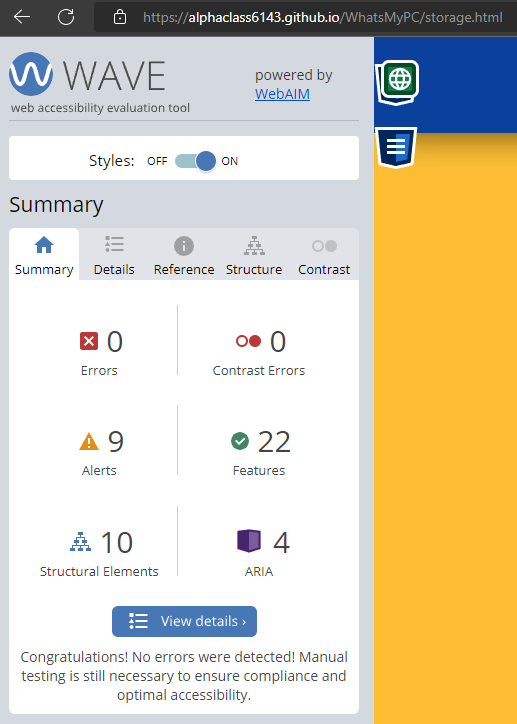 https://alphaclass6143.github.io/WhatsMyPC/storage.html
WAVE
web accessibility evaluation tool
powered by
WebAIM
Styles: OFF ON
Summary
Summary Details Reference Structure Contrast
0 0
Errors Contrast Errors
9 22
Alerts Features
10 4
Structural Elements ARIA
View details ›
Congratulations! No errors were detected! Manual
testing is still necessary to ensure compliance and
optimal accessibility.